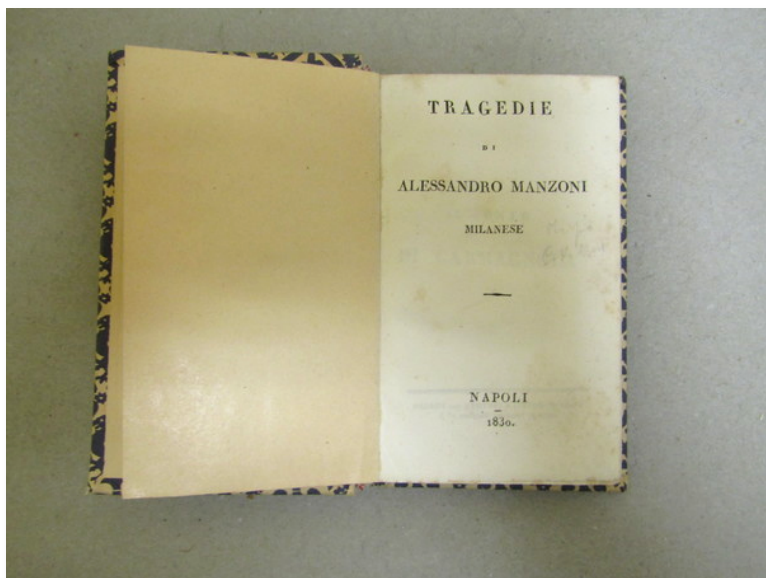 TRAGEDIE
DI
ALESSANDRO MANZONI
MILANESE
NAPOLI
1830.